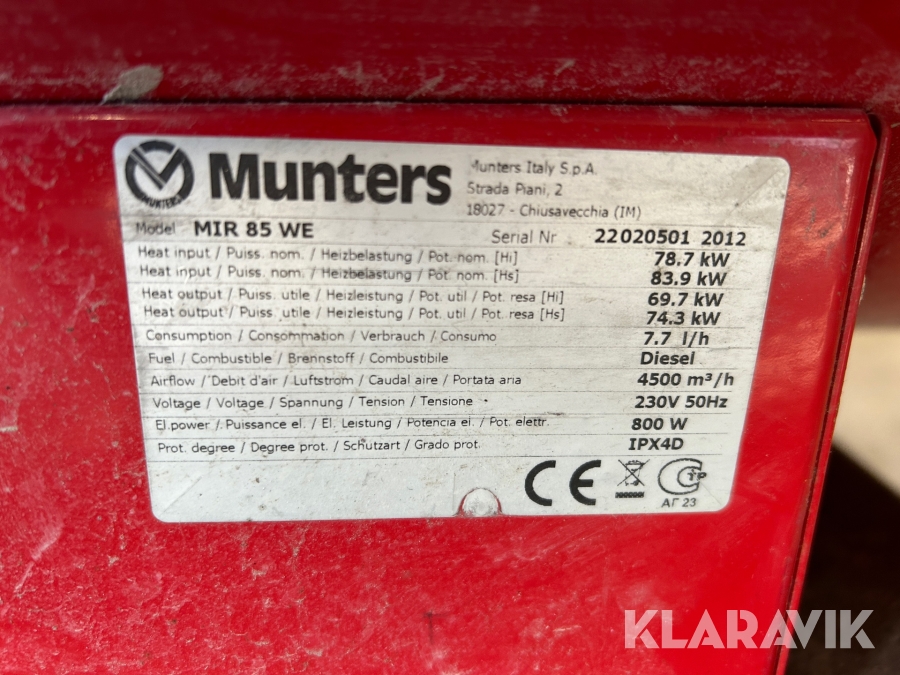 Munters
MUNTERS
Munters Italy S.p.A
Strada Piani, 2
18027 - Chiusavecchia (IM)
Model MIR 85 WE
Serial Nr 22020501 2012
Heat input / Puiss. nom. / Heizbelastung / Pot. nom. [Hi] 78.7 kW
Heat input / Puiss. nom. / Heizbelastung / Pot. nom. [Hs] 83.9 kW
Heat output / Puiss. utile / Heizleistung / Pot. util / Pot. resa [Hi] 69.7 kW
Heat output / Puiss. utile / Heizleistung / Pot. util / Pot. resa [Hs] 74.3 kW
Consumption / Consommation / Verbrauch / Consumo 7.7 l/h
Fuel / Combustible / Brennstoff / Combustibile Diesel
Airflow / Debit d'air / Luftstrom / Caudal aire / Portata aria 4500 m³/h
Voltage / Voltage / Spannung / Tension / Tensione 230V 50Hz
El.power / Puissance el. / El. Leistung / Potencia el. / Pot. elettr. 800 W
Prot. degree / Degree prot. / Schutzart / Grado prot. IPX4D
CE
TP
АГ 23
KLARAVIK